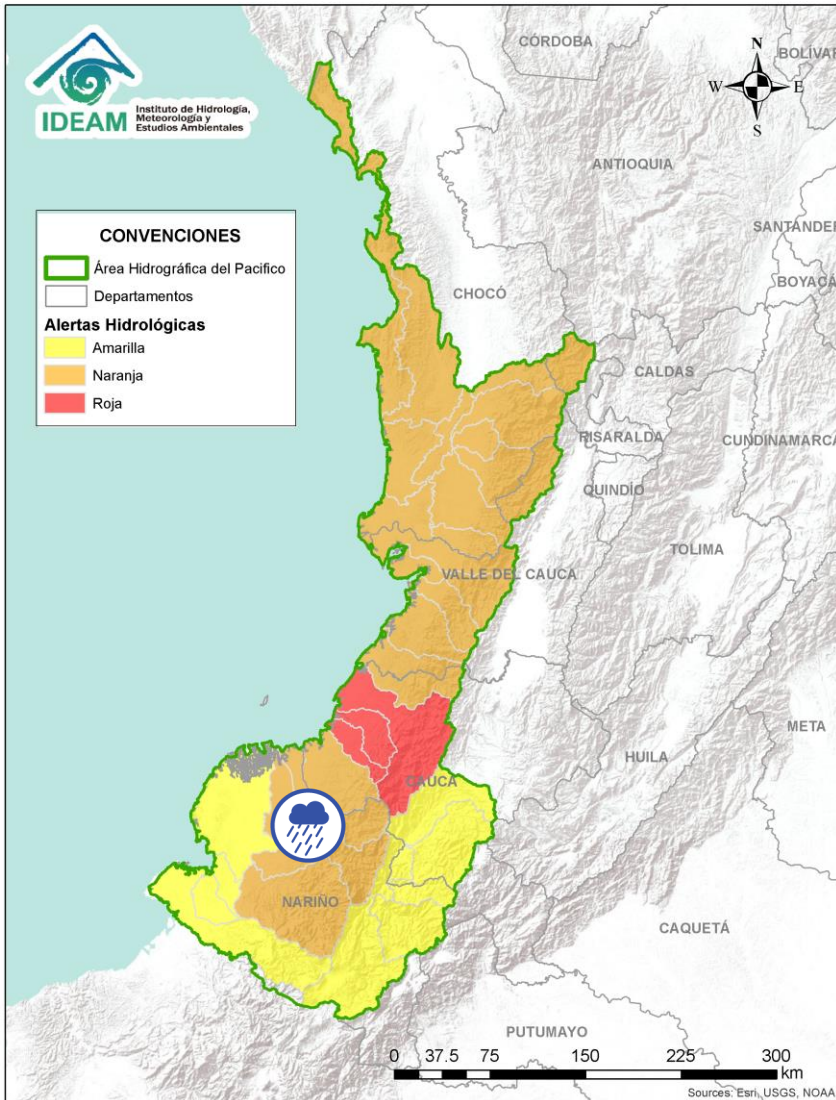 CÓRDOBA
BOLÍVAR
N
W E
S
IDEAM
Instituto de Hidrología,
Meteorología y
Estudios Ambientales
ANTIOQUIA
SANTANDER
CONVENCIONES
Área Hidrográfica del Pacifico
Departamentos
Alertas Hidrológicas
Amarilla
Naranja
Roja
BOYACÁ
CHOCÓ
CALDAS
RISARALDA
CUNDINAMARCA
QUINDÍO
TOLIMA
VALLE DEL CAUCA
META
HUILA
CAUCA
NARIÑO
CAQUETÁ
PUTUMAYO
0 37.5 75 150 225 300
km
Sources: Esri, USGS, NOAA